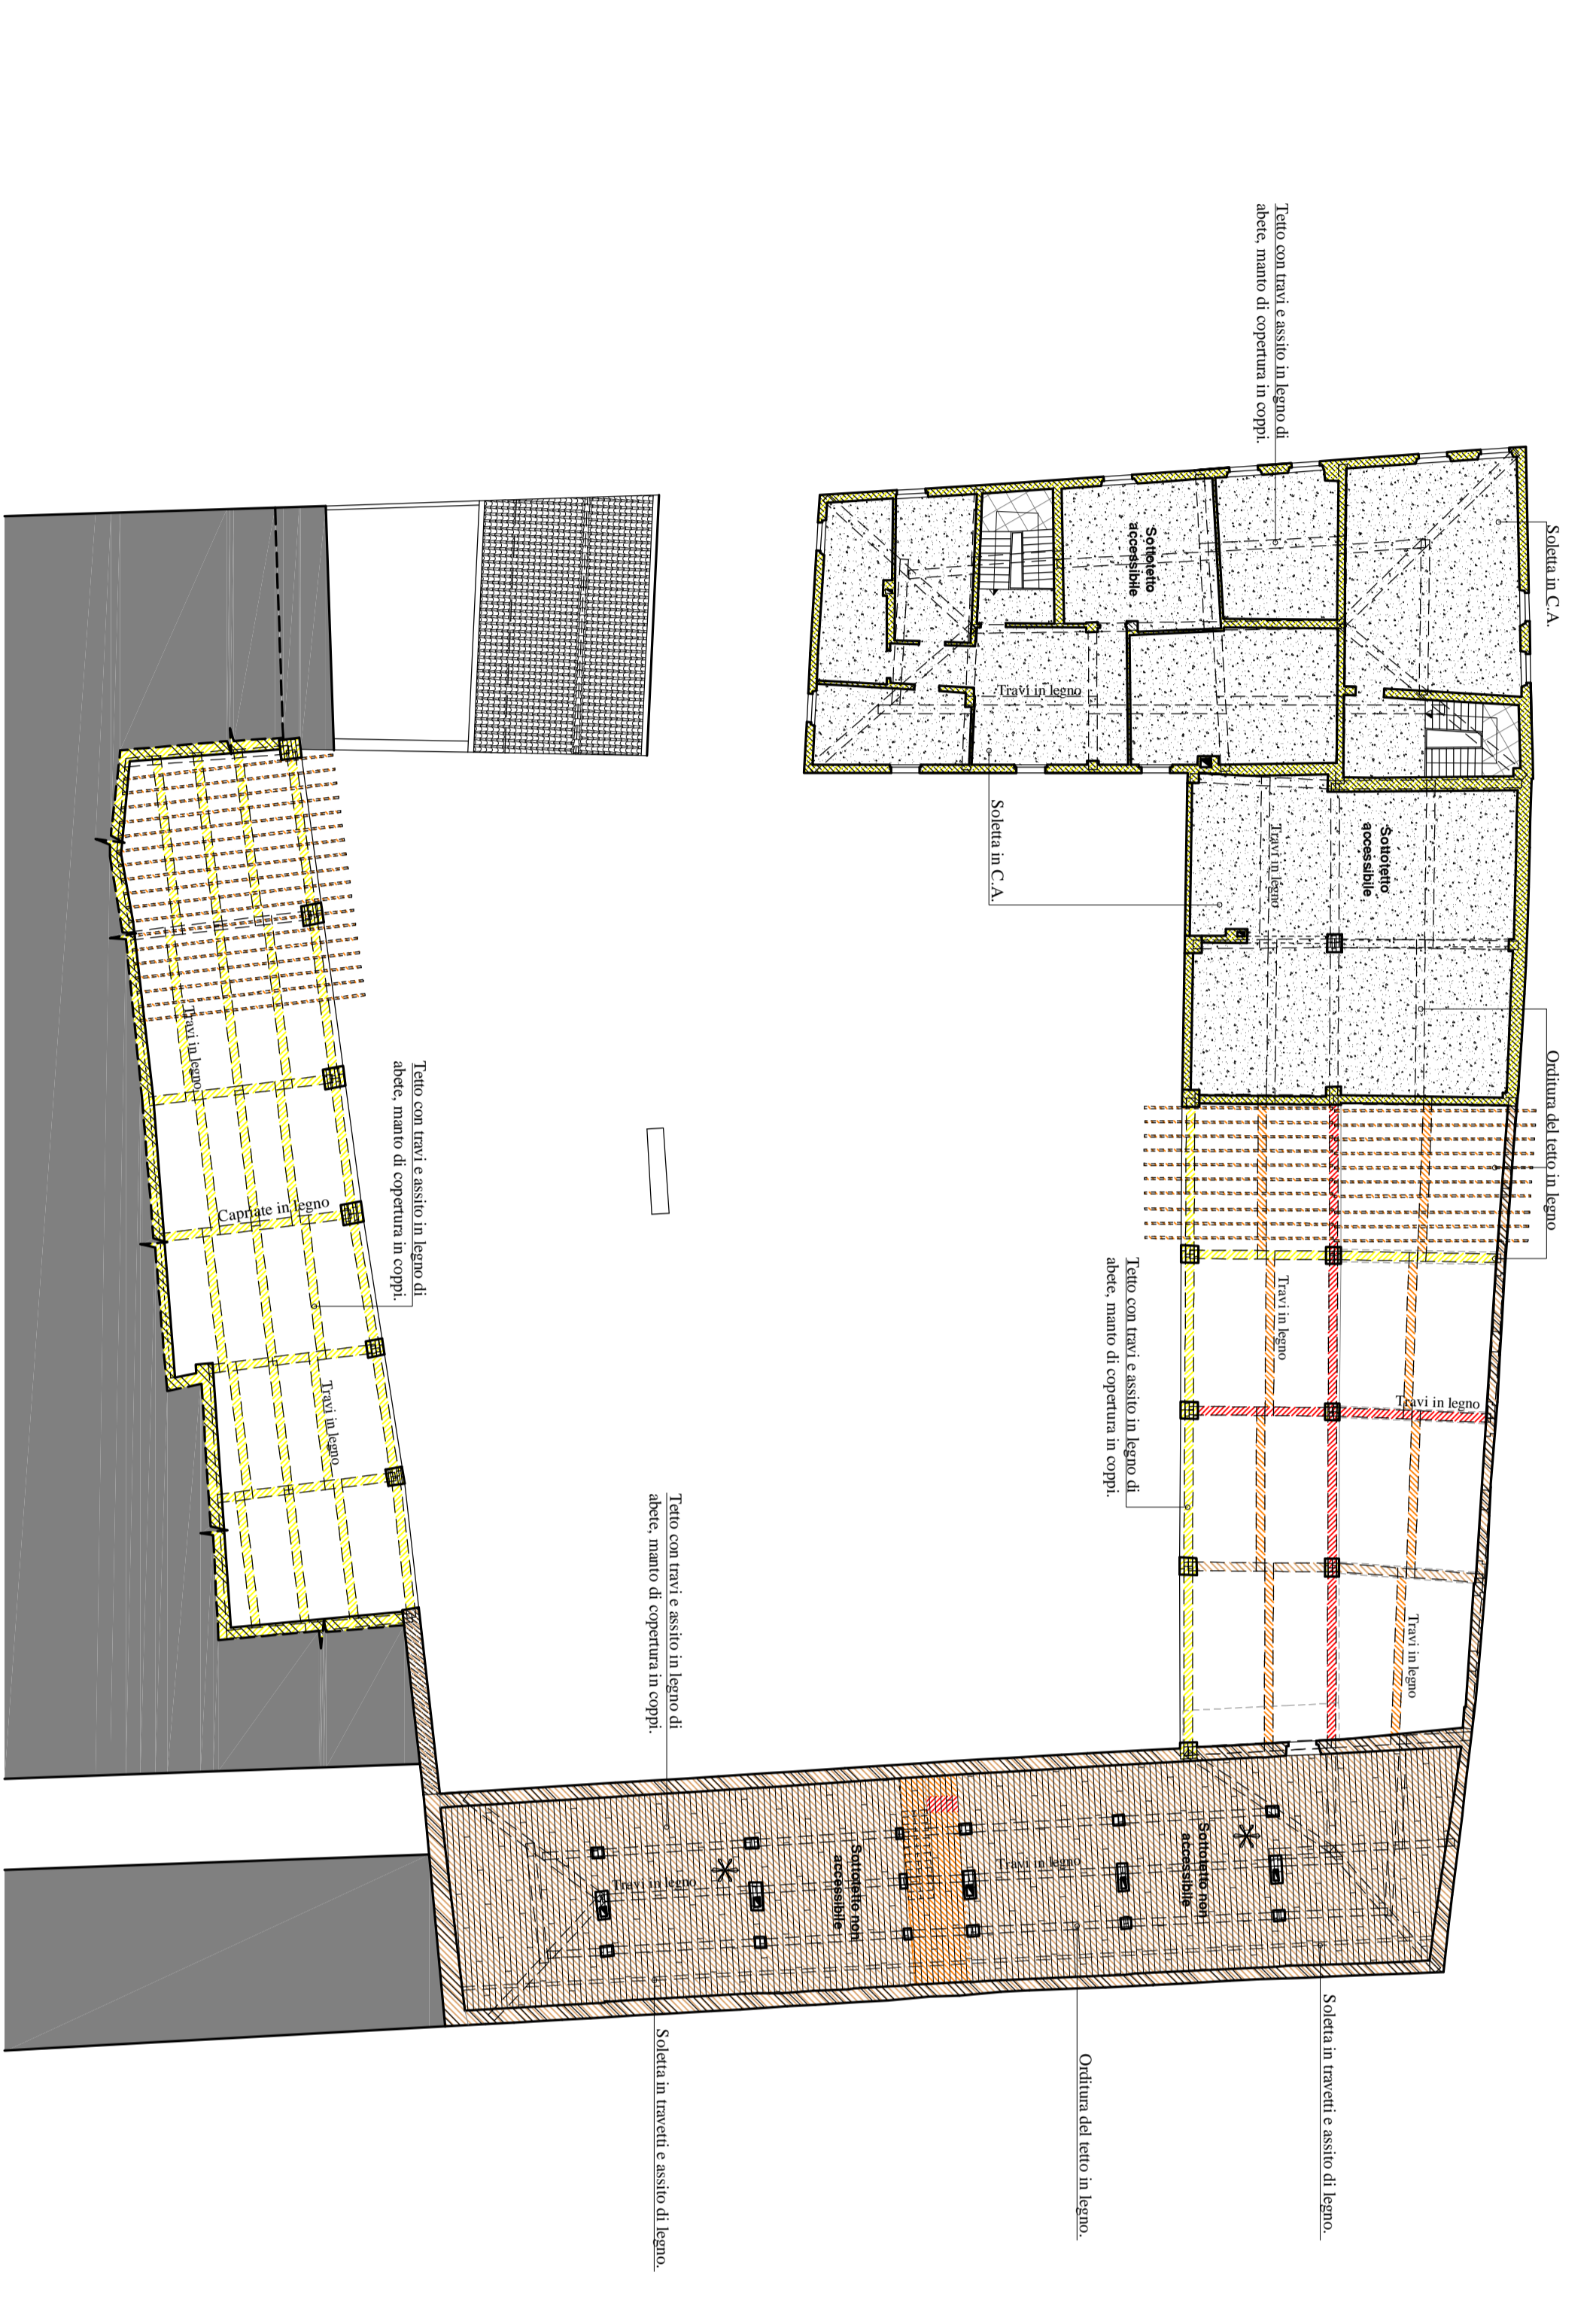 Soletta in C.A.
Orditura del tetto in legno
Tetto con travi e assito in legno di
abete, manto di copertura in coppi.
Sottotetto
accessibile
Travi in legno
Soletta in C.A.
Sottotetto
accessibile
Travi in legno
Travi in legno
Travi in legno
Travi in legno
Tetto con travi e assito in legno di
abete, manto di copertura in coppi.
Soletta in travetti e assito di legno.
Sottotetto non
accessibile
Travi in legno
Orditura del tetto in legno.
Sottotetto non
accessibile
Travi in legno
Tetto con travi e assito in legno di
abete, manto di copertura in coppi.
Soletta in travetti e assito di legno.
Tetto con travi e assito in legno di
abete, manto di copertura in coppi.
Travi in legno
Capriate in legno
Travi in legno